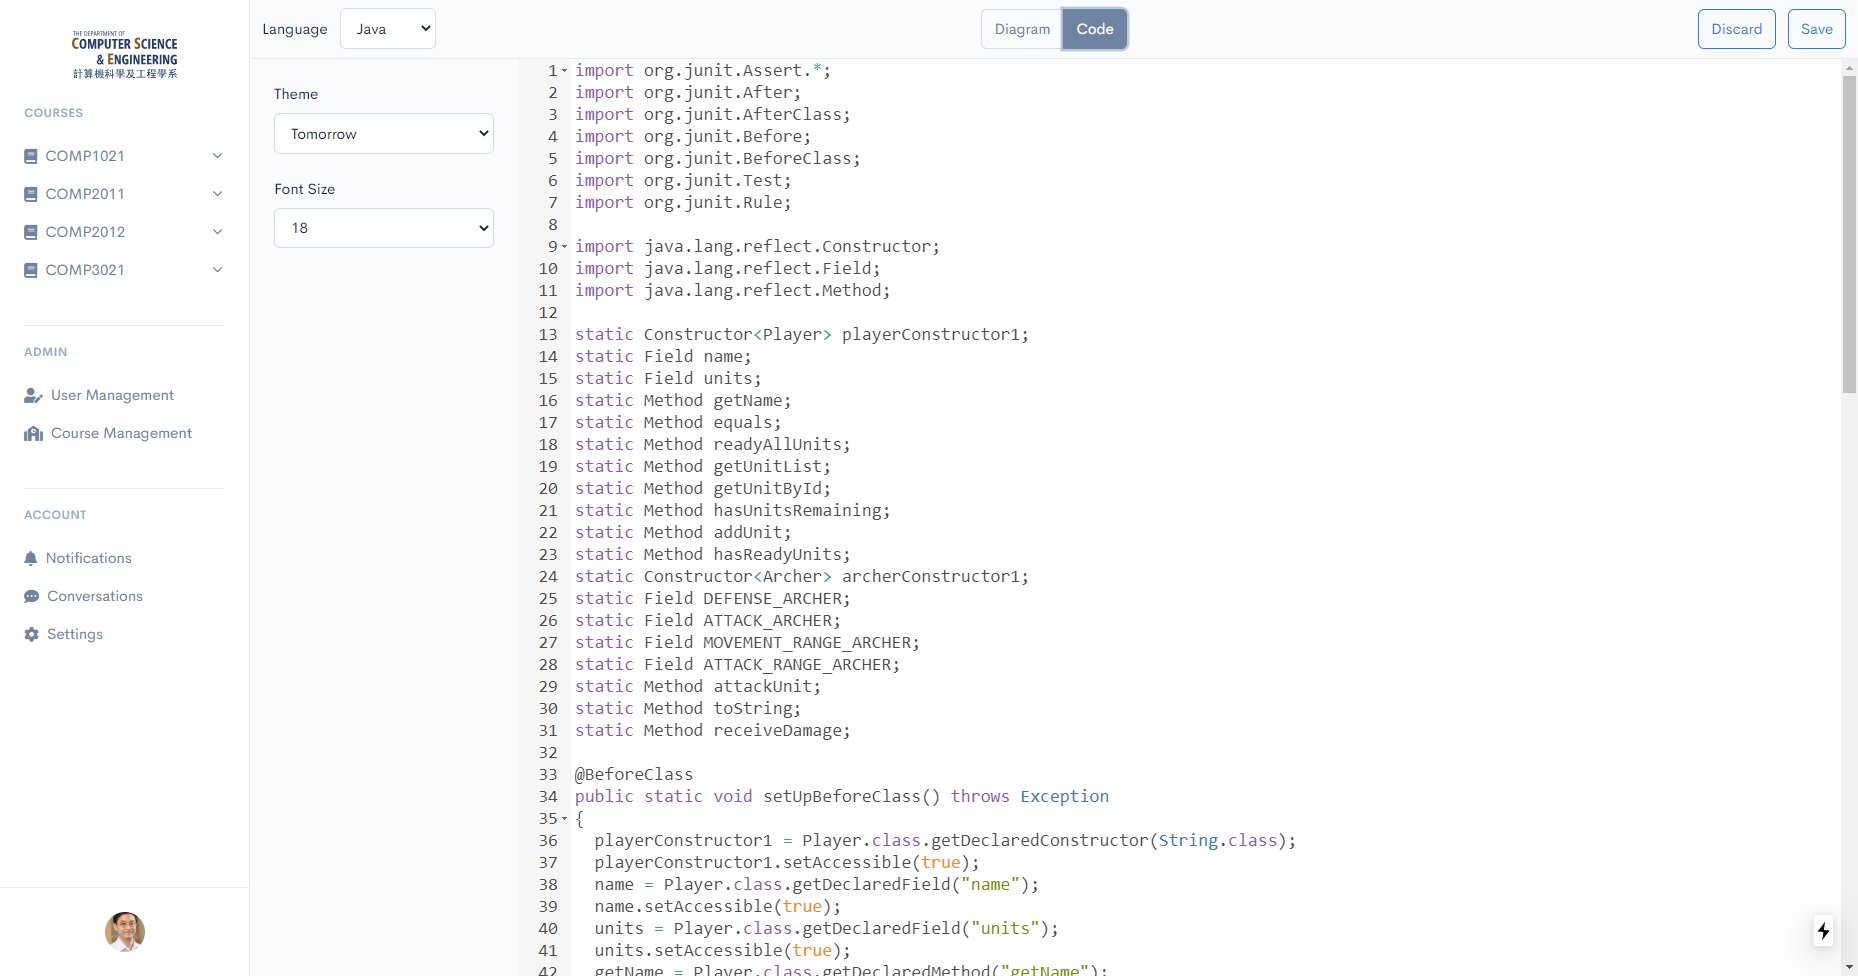 THE DEPARTMENT OF
COMPUTER SCIENCE
& ENGINEERING
計算機科學及工程學系
COURSES
COMP1021
COMP2011
COMP2012
COMP3021
ADMIN
User Management
Course Management
ACCOUNT
Notifications
Conversations
Settings
Language Java Diagram Code Discard Save
Theme
Tomorrow
Font Size
18
1 import org.junit.Assert.*;
2 import org.junit.After;
3 import org.junit.AfterClass;
4 import org.junit.Before;
5 import org.junit.BeforeClass;
6 import org.junit.Test;
7 import org.junit.Rule;
8
9 import java.lang.reflect.Constructor;
10 import java.lang.reflect.Field;
11 import java.lang.reflect.Method;
12
13 static Constructor<Player> playerConstructor1;
14 static Field name;
15 static Field units;
16 static Method getName;
17 static Method equals;
18 static Method readyAllUnits;
19 static Method getUnitList;
20 static Method getUnitById;
21 static Method hasUnitsRemaining;
22 static Method addUnit;
23 static Method hasReadyUnits;
24 static Constructor<Archer> archerConstructor1;
25 static Field DEFENSE_ARCHER;
26 static Field ATTACK_ARCHER;
27 static Field MOVEMENT_RANGE_ARCHER;
28 static Field ATTACK_RANGE_ARCHER;
29 static Method attackUnit;
30 static Method toString;
31 static Method receiveDamage;
32
33 @BeforeClass
34 public static void setUpBeforeClass() throws Exception
35 {
36 playerConstructor1 = Player.class.getDeclaredConstructor(String.class);
37 playerConstructor1.setAccessible(true);
38 name = Player.class.getDeclaredField("name");
39 name.setAccessible(true);
40 units = Player.class.getDeclaredField("units");
41 units.setAccessible(true);
42 getName = Player.class.getDeclaredMethod("getName");